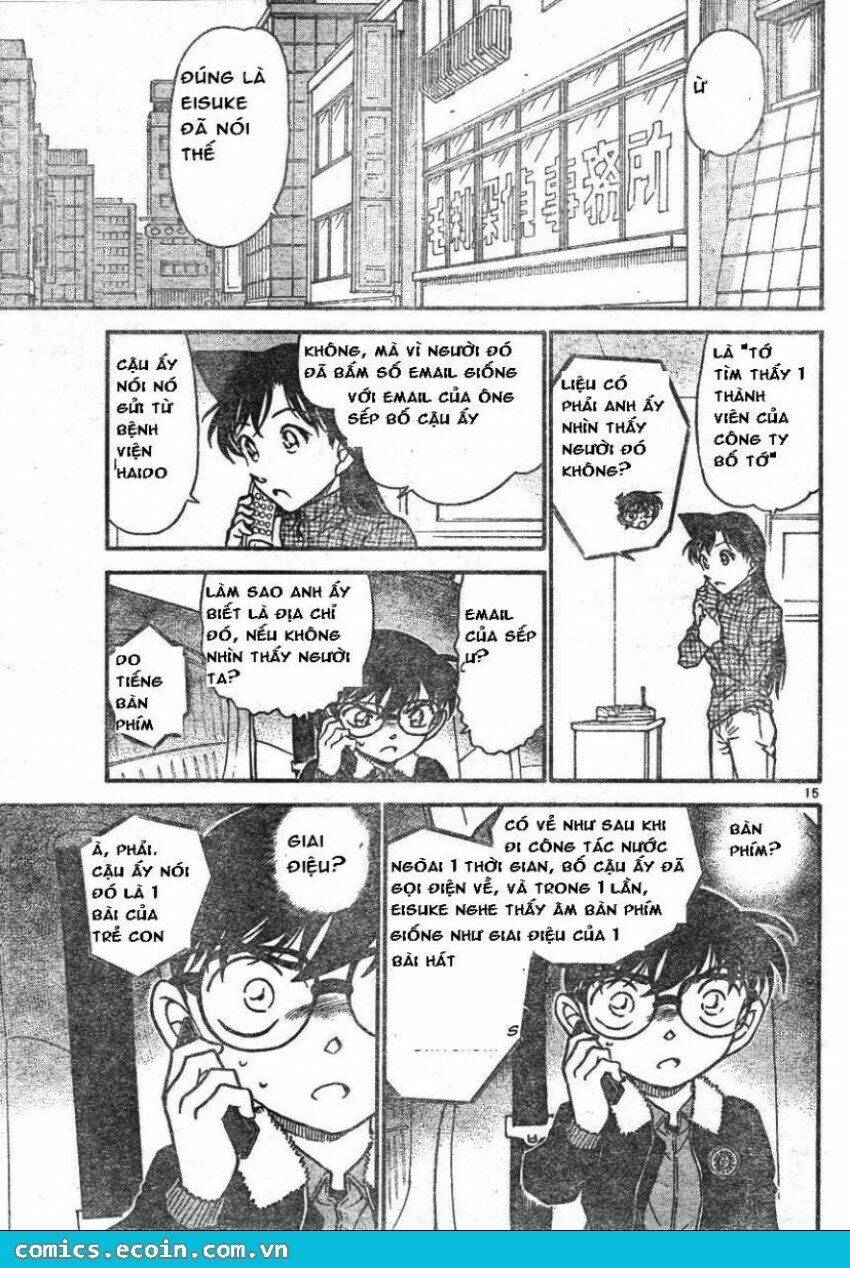 Ừ
ĐÚNG LÀ
EISUKE
ĐÃ NÓI
THẾ
毛利探偵事務所
LÀ "TỚ
TÌM THẤY 1
THÀNH
VIÊN CỦA
CÔNG TY
BỐ TỚ"
LIỆU CÓ
PHẢI ANH ẤY
NHÌN THẤY
NGƯỜI ĐÓ
KHÔNG?
KHÔNG, MÀ VÌ NGƯỜI ĐÓ
ĐÃ BẤM SỐ EMAIL GIỐNG
VỚI EMAIL CỦA ÔNG
SẾP BỐ CẬU ẤY
CẬU ẤY
NÓI NÓ
GỬI TỪ
BỆNH
VIỆN
HAIDO
EMAIL
CỦA SẾP
Ư?
LÀM SAO ANH ẤY
BIẾT LÀ ĐỊA CHỈ
ĐÓ, NẾU KHÔNG
NHÌN THẤY NGƯỜI
TA?
DO
TIẾNG
BÀN
PHÍM
15
BÀN
PHÍM?
CÓ VẺ NHƯ SAU KHI
ĐI CÔNG TÁC NƯỚC
NGOÀI 1 THỜI GIAN, BỐ CẬU ẤY ĐÃ
GỌI ĐIỆN VỀ, VÀ TRONG 1 LẦN,
EISUKE NGHE THẤY ÂM BÀN PHÍM
GIỐNG NHƯ GIAI ĐIỆU CỦA 1
BÀI HÁT
S
GIAI
ĐIỆU?
À, PHẢI.
CẬU ẤY NÓI
ĐÓ LÀ 1
BÀI CỦA
TRẺ CON
comics.ecoin.com.vn